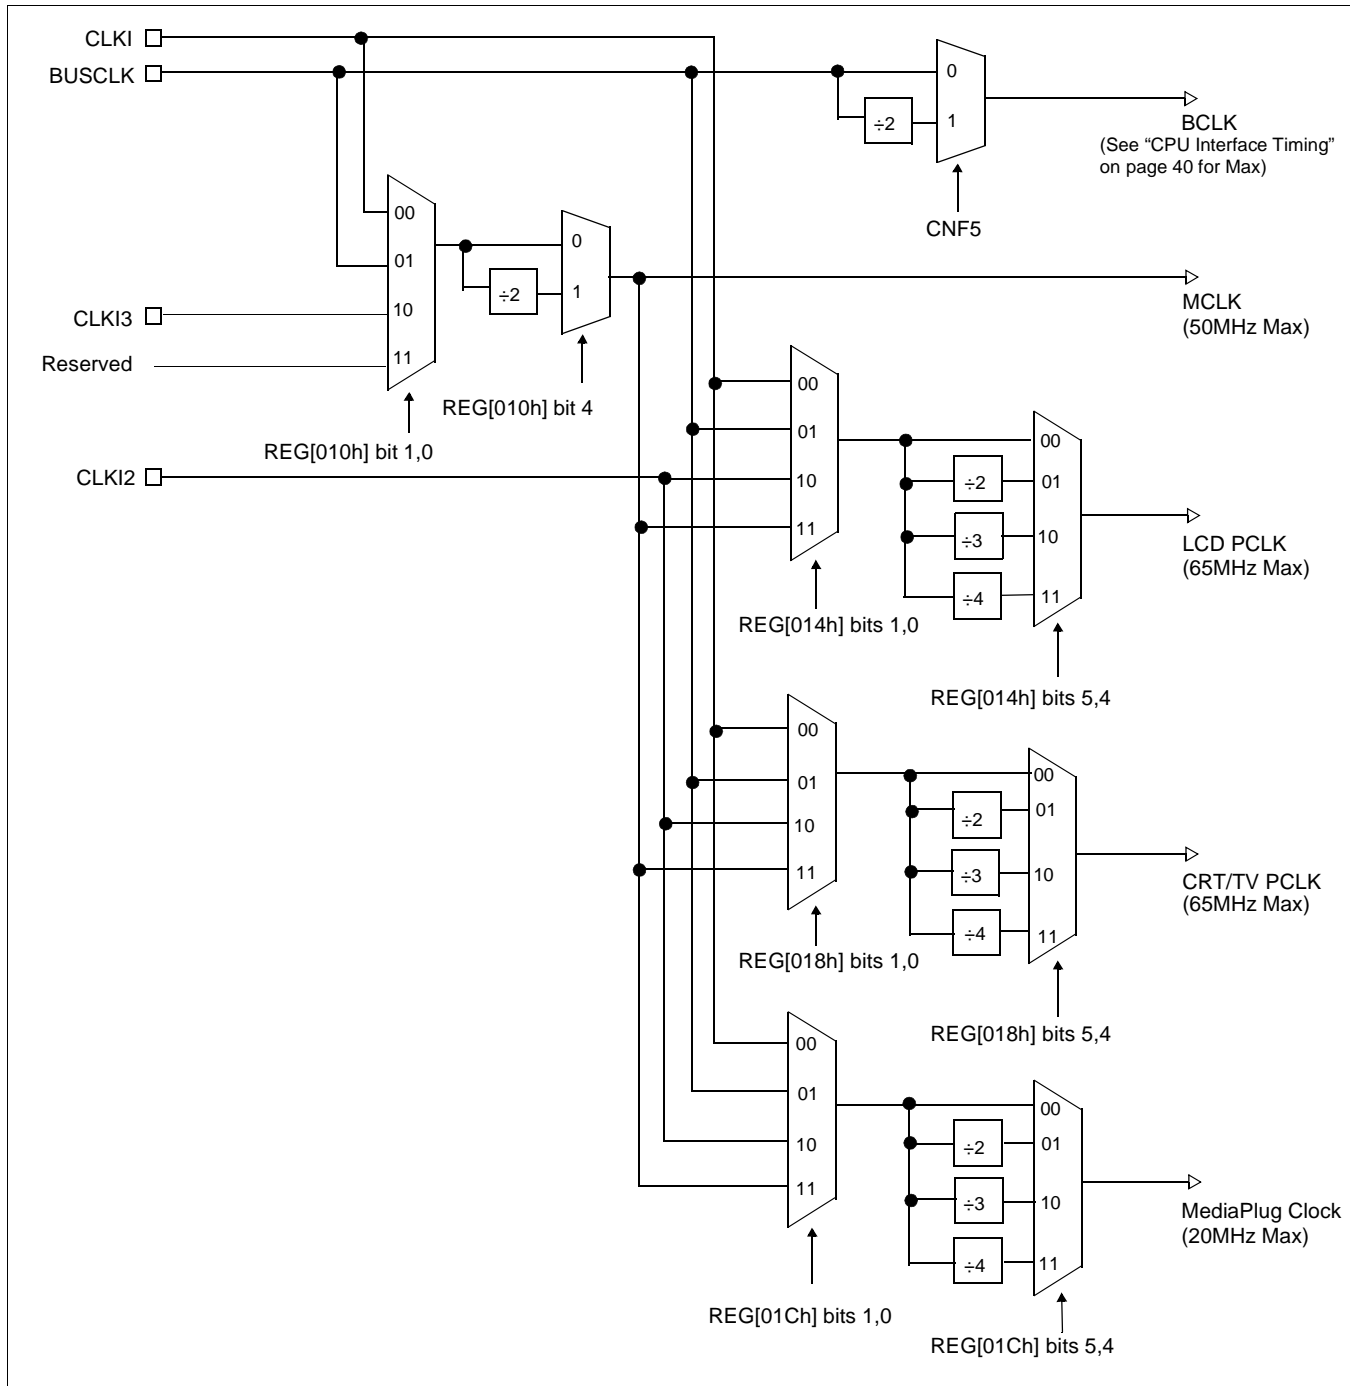 CLKI
BUSCLK
0
÷2
1
BCLK
(See “CPU Interface Timing”
on page 40 for Max)
CNF5
00
01
10
11
CLKI3
Reserved
REG[010h] bit 1,0
÷2
0
1
REG[010h] bit 4
MCLK
(50MHz Max)
CLKI2
00
01
10
11
REG[014h] bits 1,0
÷2
÷3
÷4
00
01
10
11
REG[014h] bits 5,4
LCD PCLK
(65MHz Max)
00
01
10
11
REG[018h] bits 1,0
÷2
÷3
÷4
00
01
10
11
REG[018h] bits 5,4
CRT/TV PCLK
(65MHz Max)
00
01
10
11
REG[01Ch] bits 1,0
÷2
÷3
÷4
00
01
10
11
REG[01Ch] bits 5,4
MediaPlug Clock
(20MHz Max)